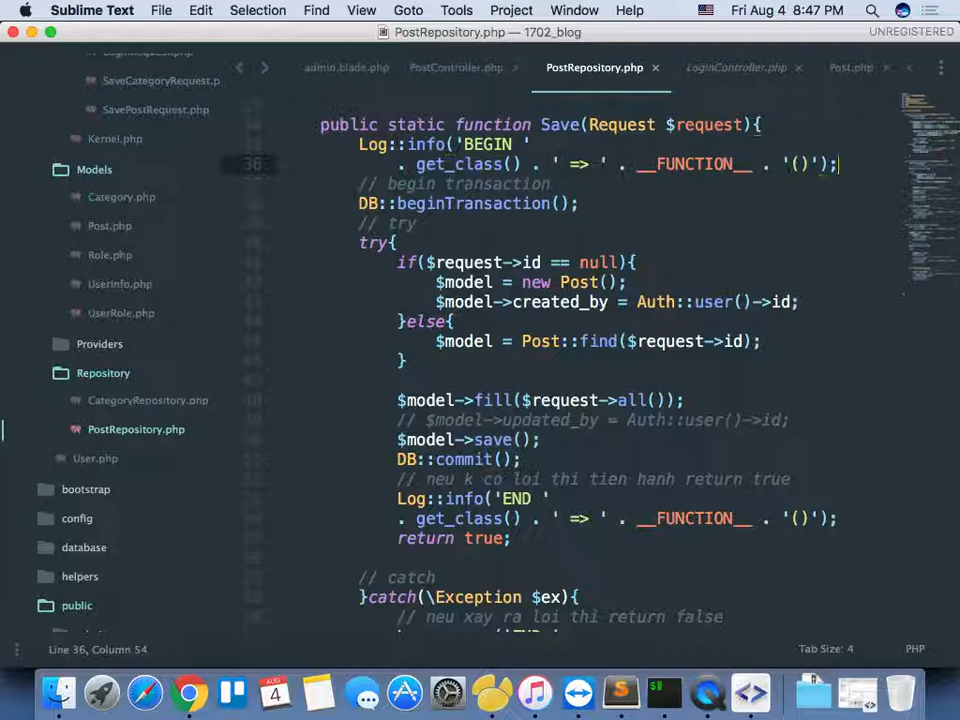 Sublime Text File Edit Selection Find View Goto Tools Project Window Help Fri Aug 4 8:47 PM
PostRepository.php — 1702_blog UNREGISTERED
admin.blade.php PostController.php PostRepository.php LoginController.php Post.php
SaveCategoryRequest.p
SavePostRequest.php
Kernel.php
Models
Category.php
Post.php
Role.php
UserInfo.php
UserRole.php
Providers
Repository
CategoryRepository.php
PostRepository.php
User.php
bootstrap
config
database
helpers
public
public static function Save(Request $request){
Log::info('BEGIN '
36 . get_class() . ' => ' . __FUNCTION__ . '()');
// begin transaction
DB::beginTransaction();
// try
try{
if($request->id == null){
$model = new Post();
$model->created_by = Auth::user()->id;
}else{
$model = Post::find($request->id);
}
$model->fill($request->all());
// $model->updated_by = Auth::user()->id;
$model->save();
DB::commit();
// neu k co loi thi tien hanh return true
Log::info('END '
. get_class() . ' => ' . __FUNCTION__ . '()');
return true;
// catch
}catch(\Exception $ex){
// neu xay ra loi thi return false
Line 36, Column 54 Tab Size: 4 PHP
AUG
4